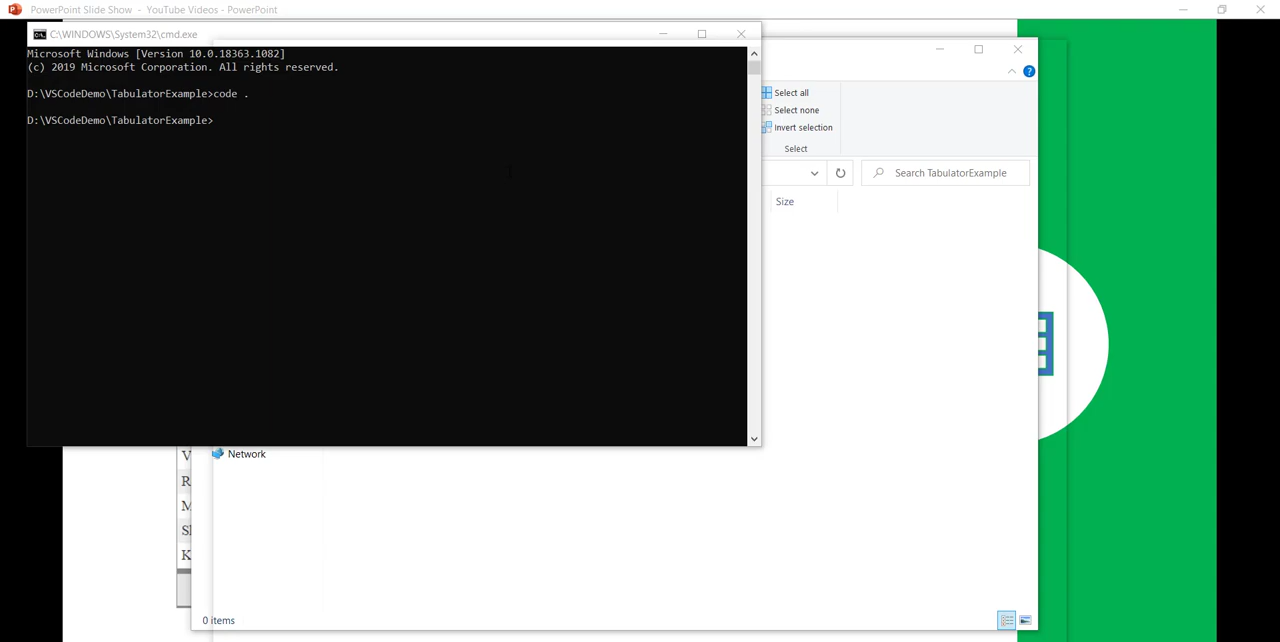 PowerPoint Slide Show - YouTube Videos - PowerPoint
C:\WINDOWS\System32\cmd.exe
Microsoft Windows [Version 10.0.18363.1082]
(c) 2019 Microsoft Corporation. All rights reserved.
D:\VSCodeDemo\TabulatorExample>code .
D:\VSCodeDemo\TabulatorExample>
Select all
Select none
Invert selection
Select
Search TabulatorExample
Size
Network
V
R
M
K
0 items